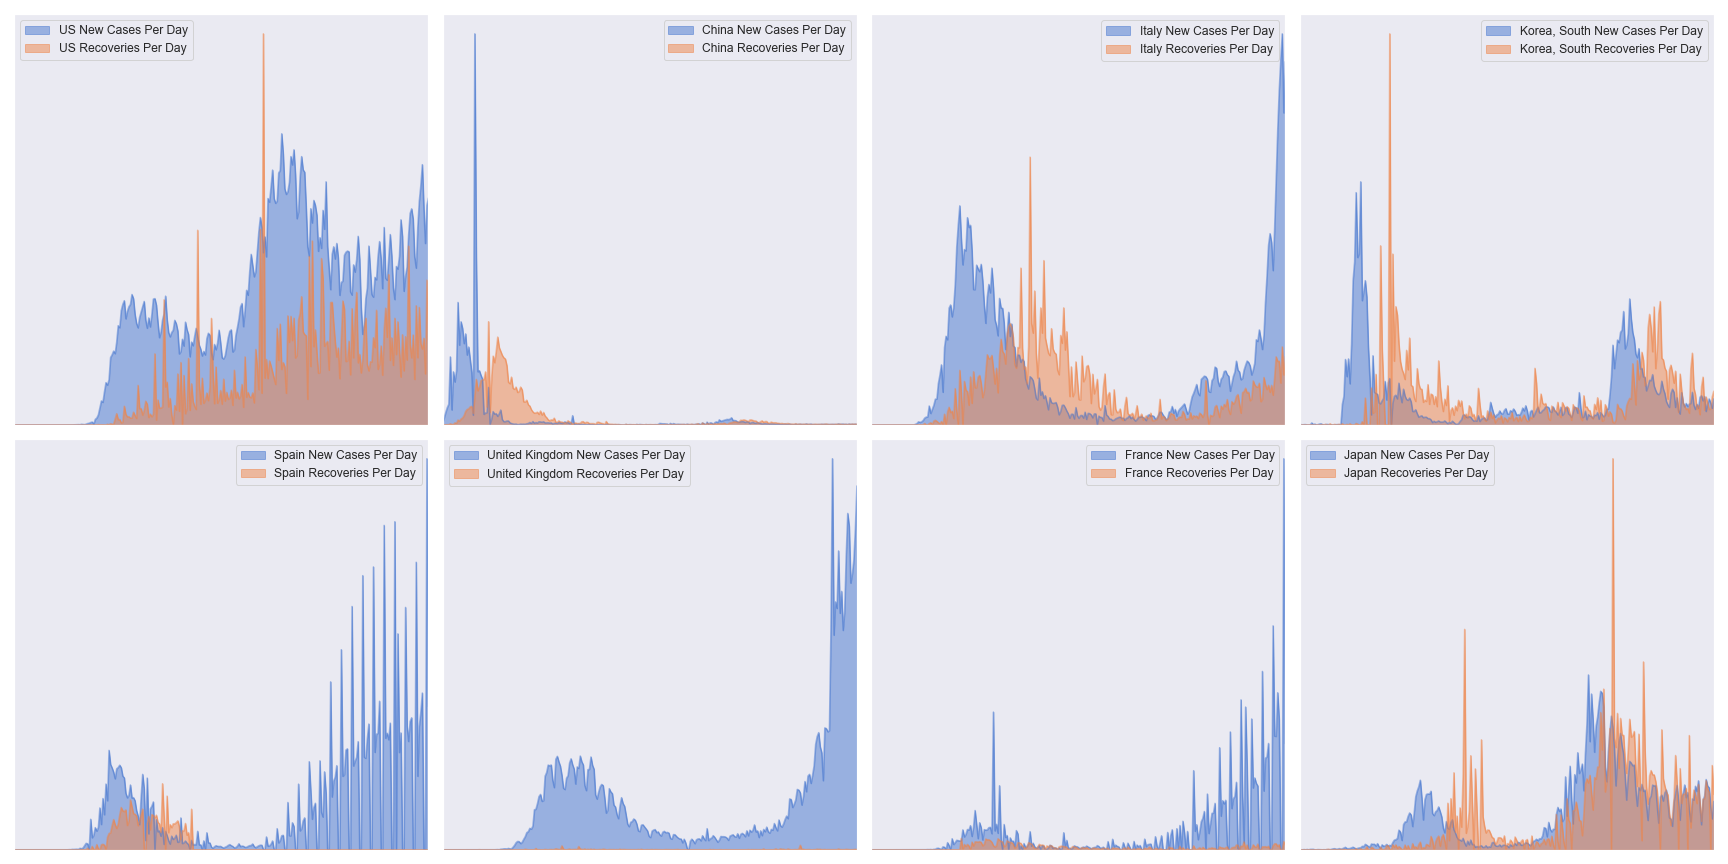 US New Cases Per Day
US Recoveries Per Day
China New Cases Per Day
China Recoveries Per Day
Italy New Cases Per Day
Italy Recoveries Per Day
Korea, South New Cases Per Day
Korea, South Recoveries Per Day
Spain New Cases Per Day
Spain Recoveries Per Day
United Kingdom New Cases Per Day
United Kingdom Recoveries Per Day
France New Cases Per Day
France Recoveries Per Day
Japan New Cases Per Day
Japan Recoveries Per Day